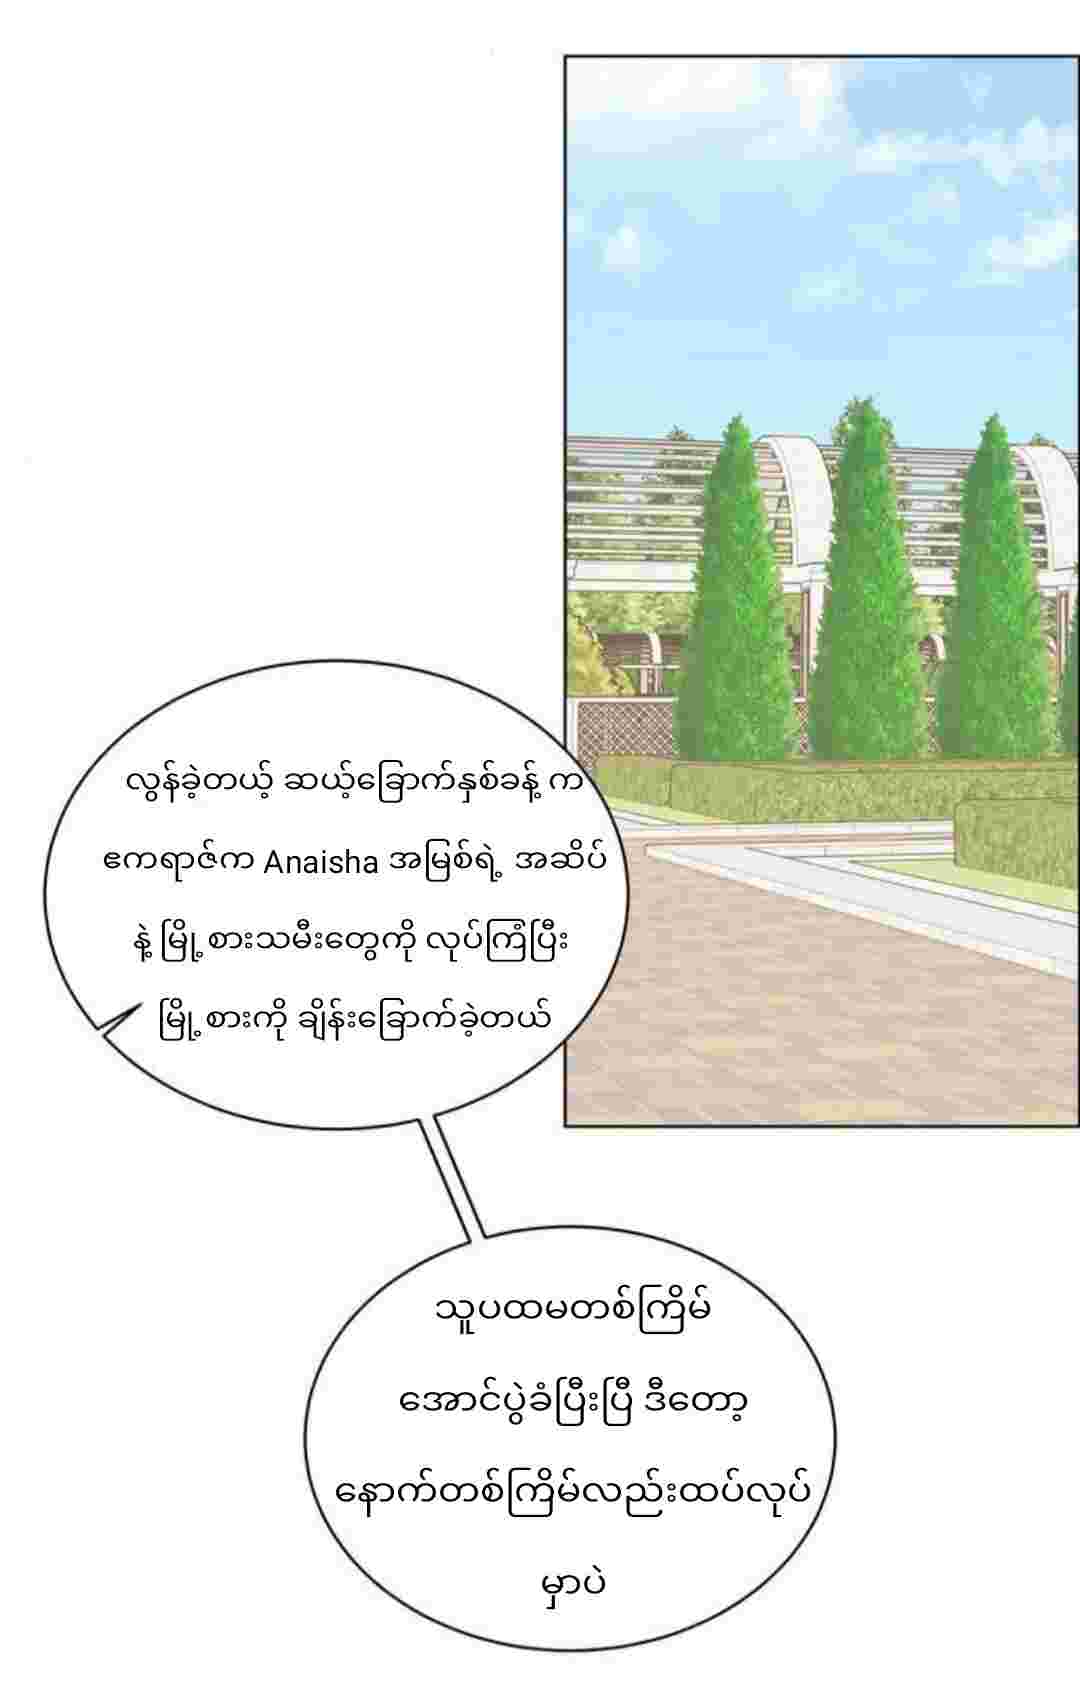 လွန်ခဲ့တယ့် ဆယ့်ခြောက်နှစ်ခန့် က
ဧကရာဇ်က Anaisha အမြစ်ရဲ့ အဆိပ်
နဲ့ မြို့စားသမီးတွေကို လုပ်ကြံပြီး
မြို့စားကို ချိန်းခြောက်ခဲ့တယ်
သူပထမတစ်ကြိမ်
အောင်ပွဲခံပြီးပြီ ဒီတော့
နောက်တစ်ကြိမ်လည်းထပ်လုပ်
မှာပဲ